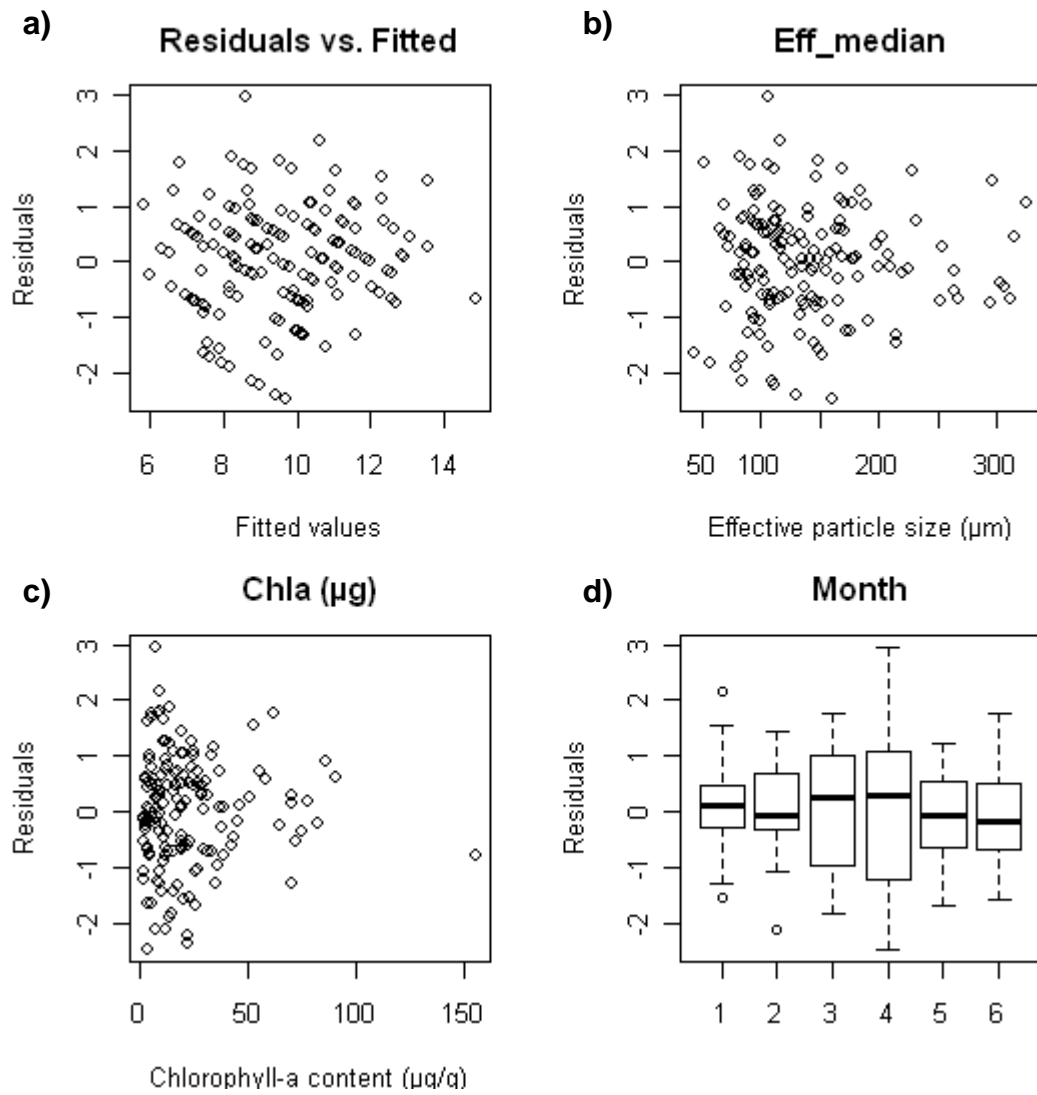 a)
Residuals vs. Fitted
Residuals
3
2
1
0
-1
-2
6 8 10 12 14
Fitted values
b)
Eff_median
Residuals
3
2
1
0
-1
-2
50 100 200 300
Effective particle size (µm)
c)
Chla (µg)
Residuals
3
2
1
0
-1
-2
0 50 100 150
Chlorophyll-a content (µg/g)
d)
Month
Residuals
3
2
1
0
-1
-2
1 2 3 4 5 6